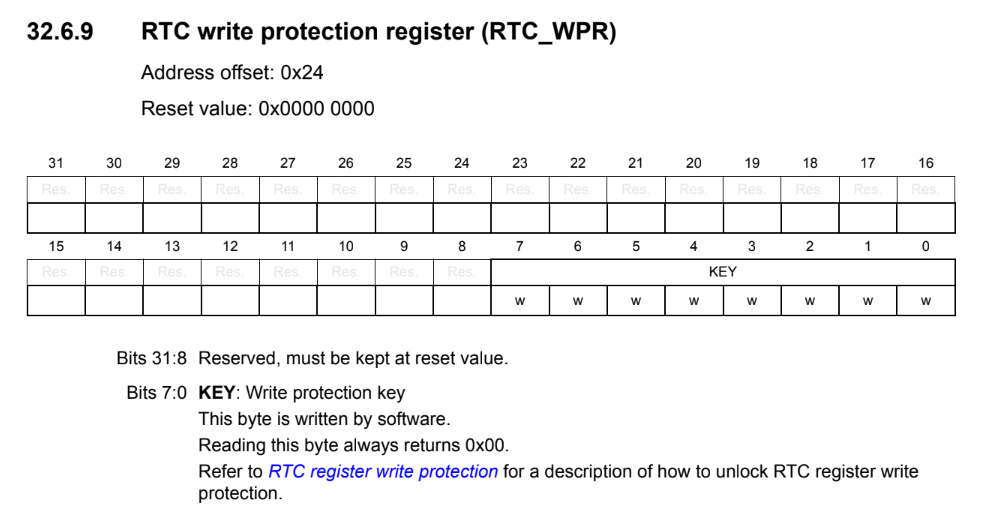 32.6.9 RTC write protection register (RTC_WPR)
Address offset: 0x24
Reset value: 0x0000 0000
31 30 29 28 27 26 25 24 23 22 21 20 19 18 17 16
Res. Res Res. Res. Res. Res. Res. Res. Res. Res. Res. Res. Res. Res. Res. Res.
15 14 13 12 11 10 9 8 7 6 5 4 3 2 1 0
Res. Res. Res. Res. Res. Res. Res. Res. KEY
w w w w w w w w
Bits 31:8 Reserved, must be kept at reset value.
Bits 7:0 KEY: Write protection key
This byte is written by software.
Reading this byte always returns 0x00.
Refer to RTC register write protection for a description of how to unlock RTC register write
protection.